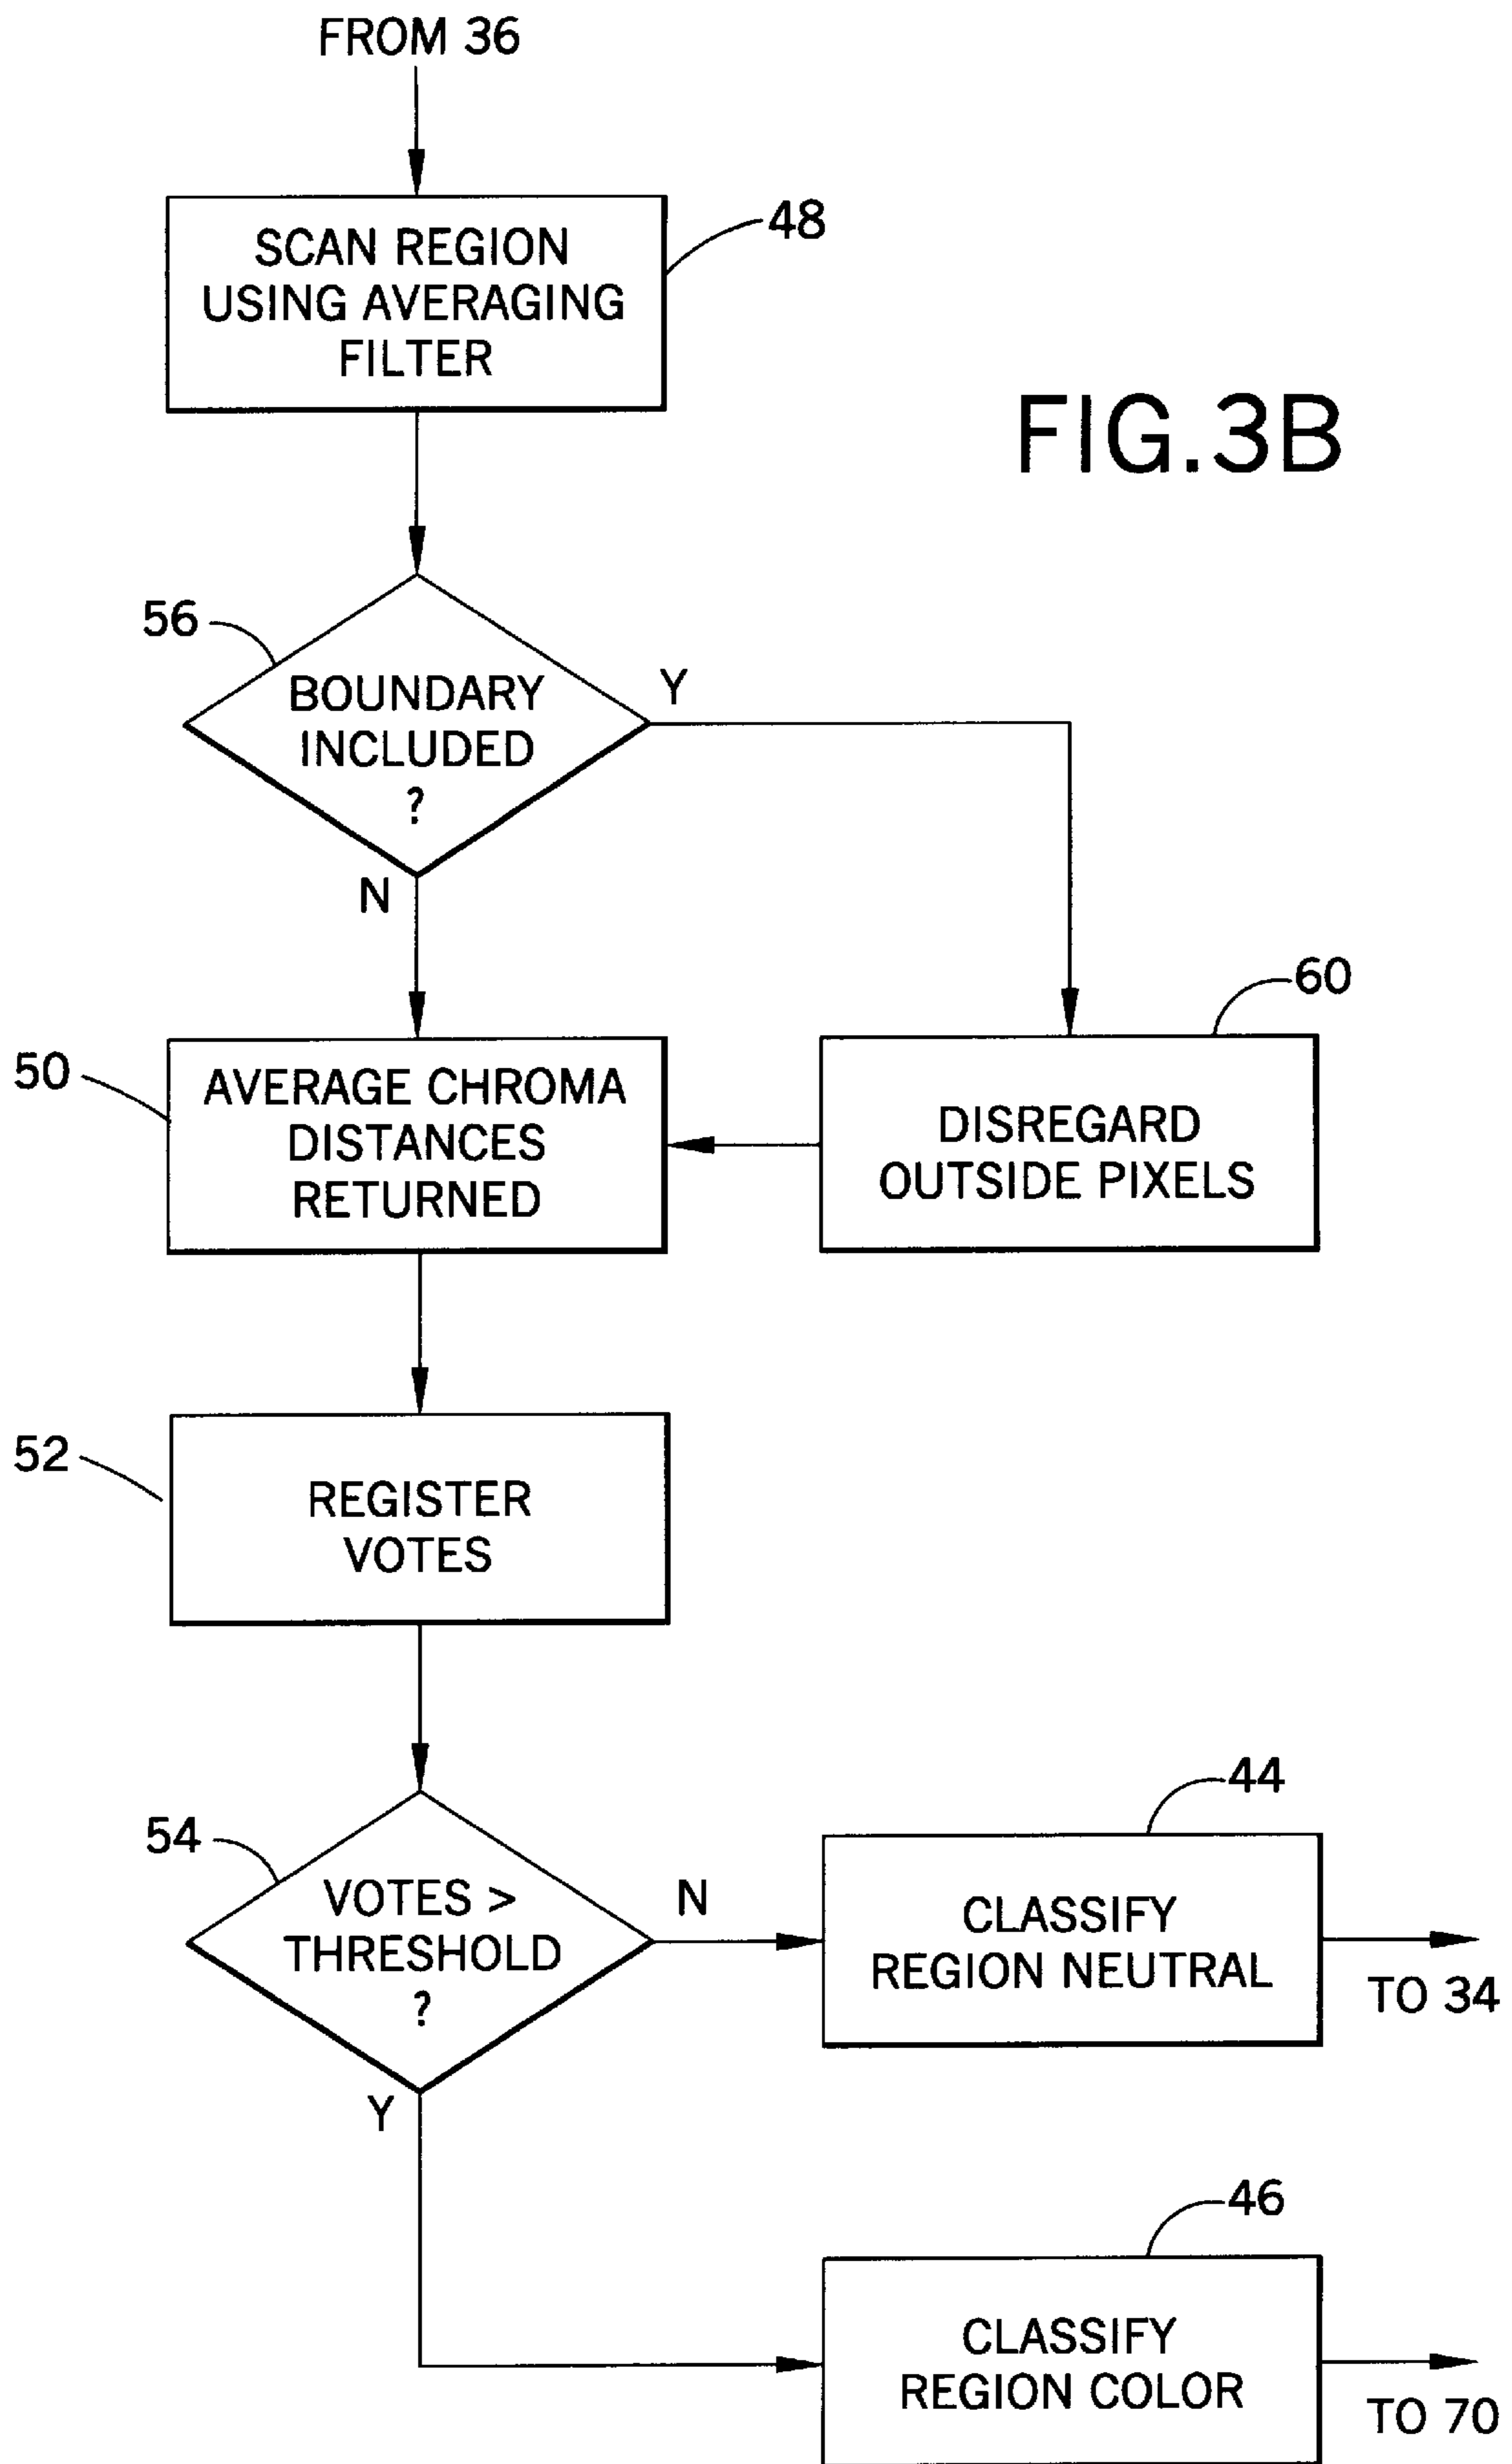 FROM 36
SCAN REGION
USING AVERAGING
FILTER
48
FIG.3B
56
BOUNDARY
INCLUDED
?
Y
N
60
50
AVERAGE CHROMA
DISTANCES
RETURNED
DISREGARD
OUTSIDE PIXELS
52
REGISTER
VOTES
44
54
VOTES >
THRESHOLD
?
N
CLASSIFY
REGION NEUTRAL
TO 34
Y
46
CLASSIFY
REGION COLOR
TO 70